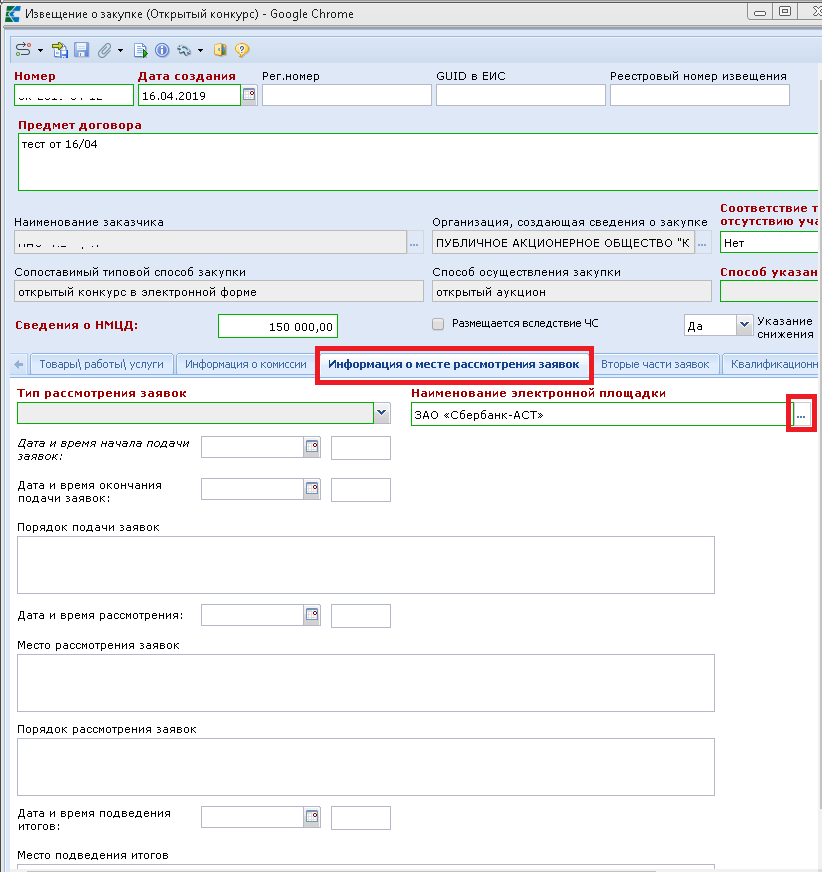 Извещение о закупке (Открытый конкурс) - Google Chrome
Номер Дата создания Рег.номер GUID в ЕИС Реестровый номер извещения
16.04.2019
Предмет договора
тест от 16/04
Соответствие
Наименование заказчика Организация, создающая сведения о закупке отсутствию
... ПУБЛИЧНОЕ АКЦИОНЕРНОЕ ОБЩЕСТВО "К ... Нет
Сопоставимый типовой способ закупки Способ осуществления закупки Способ
открытый конкурс в электронной форме открытый аукцион
Сведения о НМЦД: 150 000,00 Размещается вследствие ЧС Да Указание
снижения
Товары\ работы\ услуги Информация о комиссии Информация о месте рассмотрения заявок Вторые части заявок Квалификационн
Тип рассмотрения заявок Наименование электронной площадки
ЗАО «Сбербанк-АСТ» ...
Дата и время начала подачи
заявок:
Дата и время окончания
подачи заявок:
Порядок подачи заявок
Дата и время рассмотрения:
Место рассмотрения заявок
Порядок рассмотрения заявок
Дата и время подведения
итогов:
Место подведения итогов